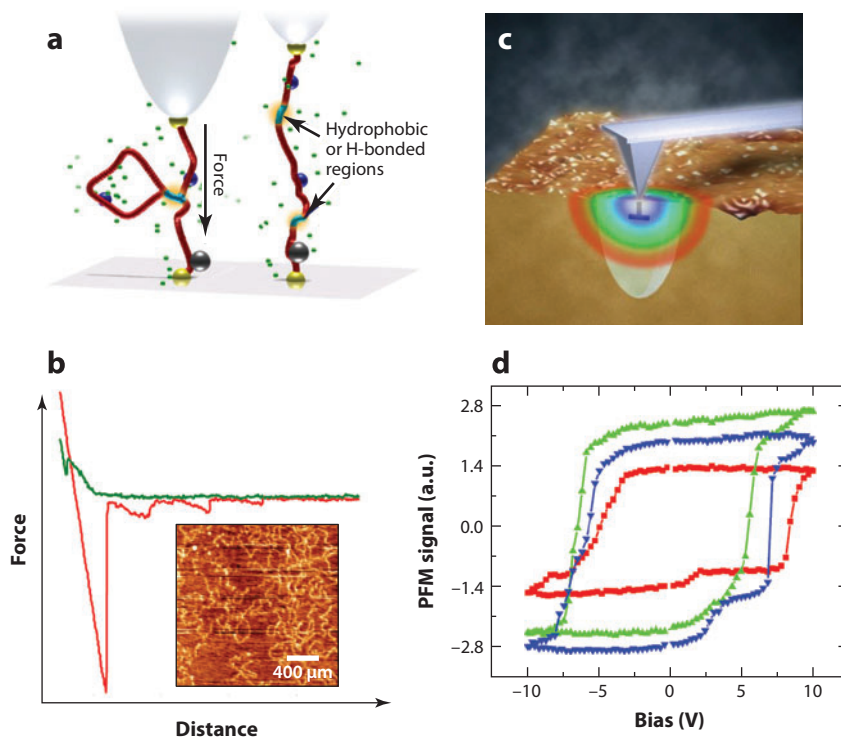 a
Force
Hydrophobic
or H-bonded
regions
c
b
Force
Distance
400 μm
d
PFM signal (a.u.)
2.8
1.4
0.0
−1.4
−2.8
−10
−5
0
5
10
Bias (V)